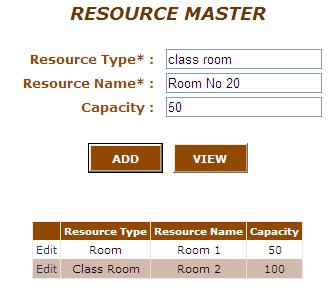 RESOURCE MASTER
Resource Type* : class room
Resource Name* : Room No 20
Capacity : 50
ADD VIEW
Resource Type Resource Name Capacity
Edit Room Room 1 50
Edit Class Room Room 2 100